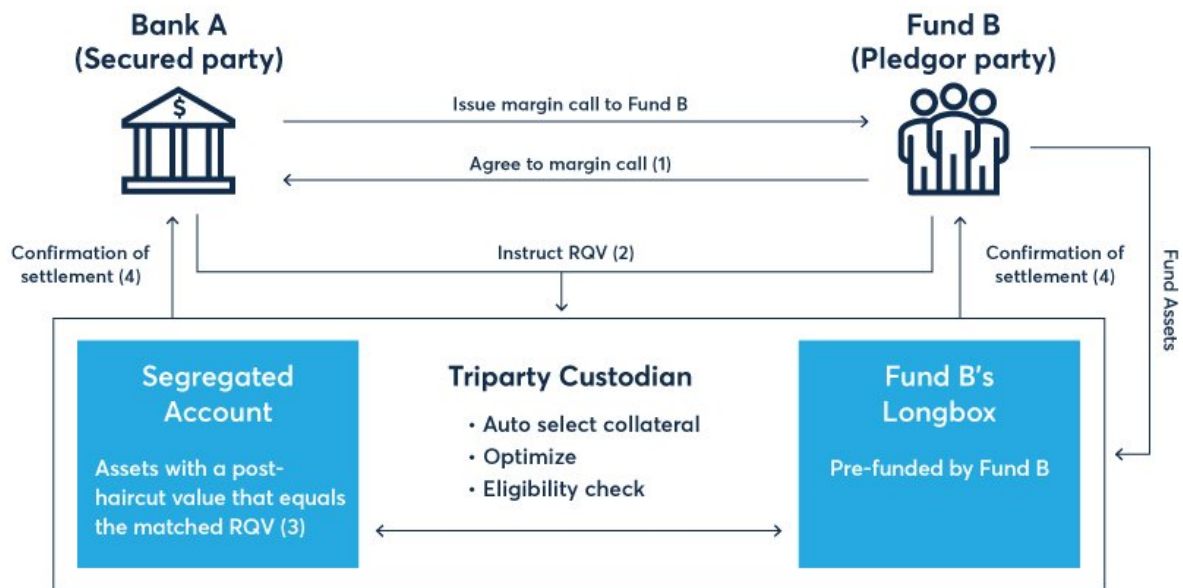 Bank A
(Secured party)
Fund B
(Pledgor party)
$
Issue margin call to Fund B
Agree to margin call (1)
Confirmation of
settlement (4)
Instruct RQV (2)
Confirmation of
settlement (4)
Fund Assets
Segregated
Account
Assets with a post-
haircut value that equals
the matched RQV (3)
Triparty Custodian
• Auto select collateral
• Optimize
• Eligibility check
Fund B's
Longbox
Pre-funded by Fund B